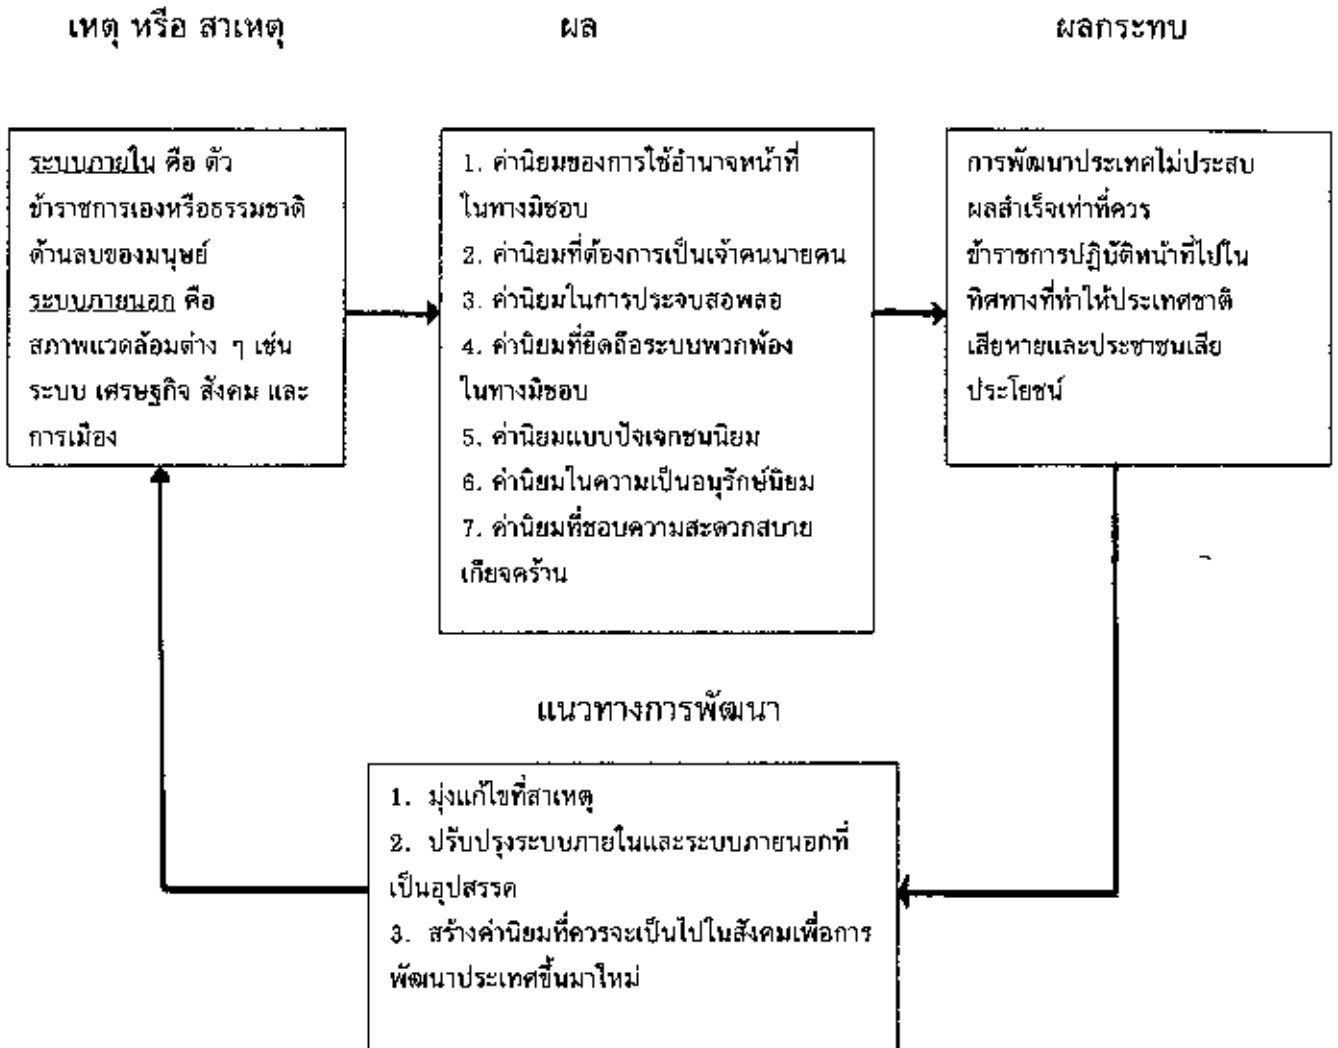 เหตุ หรือ สาเหตุ
ผล
ผลกระทบ
ระบบภายใน คือ ตัว
ข้าราชการเองหรือธรรมชาติ
ด้านลบของมนุษย์
ระบบภายนอก คือ
สภาพแวดล้อมต่าง ๆ เช่น
ระบบ เศรษฐกิจ สังคม และ
การเมือง
1. ค่านิยมของการใช้อำนาจหน้าที่
ในทางมิชอบ
2. ค่านิยมที่ต้องการเป็นเจ้าคนนายคน
3. ค่านิยมในการประจบสอพลอ
4. ค่านิยมที่ยึดถือระบบพวกพ้อง
ในทางมิชอบ
5. ค่านิยมแบบปัจเจกชนนิยม
6. ค่านิยมในความเป็นอนุรักษ์นิยม
7. ค่านิยมที่ชอบความสะดวกสบาย
เกียจคร้าน
การพัฒนาประเทศไม่ประสบ
ผลสำเร็จเท่าที่ควร
ข้าราชการปฏิบัติหน้าที่ไปใน
ทิศทางที่ทำให้ประเทศชาติ
เสียหายและประชาชนเสีย
ประโยชน์
แนวทางการพัฒนา
1. มุ่งแก้ไขที่สาเหตุ
2. ปรับปรุงระบบภายในและระบบภายนอกที่
เป็นอุปสรรค
3. สร้างค่านิยมที่ควรจะเป็นไปในสังคมเพื่อการ
พัฒนาประเทศขึ้นมาใหม่